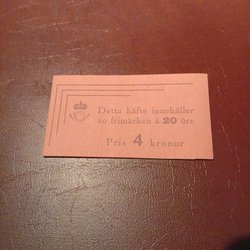 Detta häfte innehåller
20 frimärken à 20 öre
Pris 4 kronor